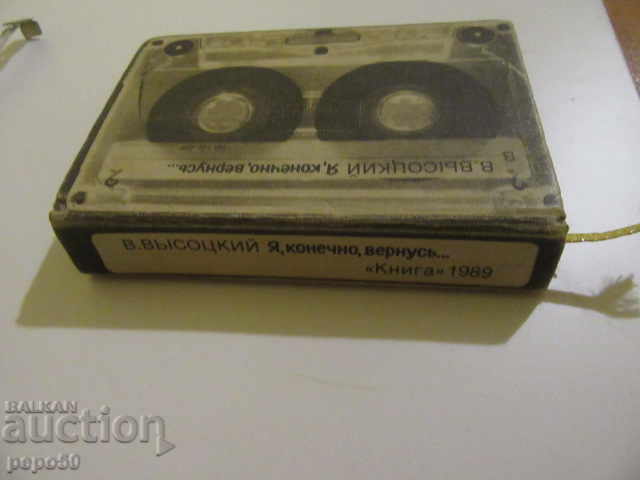 В. ВЫСОЦКИЙ Я, конечно, вернусь...
В.ВЫСОЦКИЙ Я, конечно, вернусь...
«Книга» 1989
BALKAN
auction
pepo50